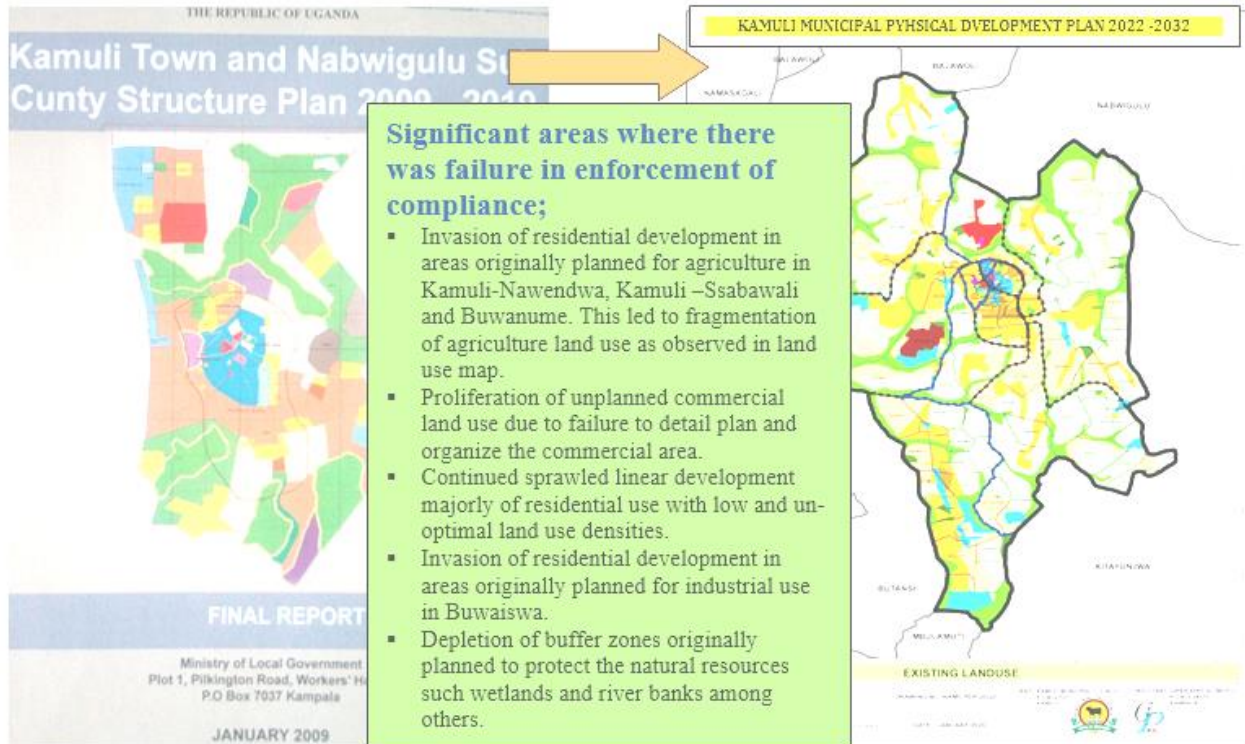 THE REPUBLIC OF UGANDA
Kamuli Town and Nabwigulu Su
Cunty Structure Plan 2009 - 2019
FINAL REPORT
Ministry of Local Government
Plot 1, Pilkington Road, Workers' H
P.O Box 7037 Kampala
JANUARY 2009
Significant areas where there
was failure in enforcement of
compliance;
▪ Invasion of residential development in
areas originally planned for agriculture in
Kamuli-Nawendwa, Kamuli –Ssabawali
and Buwanume. This led to fragmentation
of agriculture land use as observed in land
use map.
▪ Proliferation of unplanned commercial
land use due to failure to detail plan and
organize the commercial area.
▪ Continued sprawled linear development
majorly of residential use with low and un-
optimal land use densities.
▪ Invasion of residential development in
areas originally planned for industrial use
in Buwaiswa.
▪ Depletion of buffer zones originally
planned to protect the natural resources
such wetlands and river banks among
others.
KAMULI MUNICIPAL PYHSICAL DVELOPMENT PLAN 2022 -2032
BALAWOLI
NAMASAGALI
NABWIGULU
KITAYUNJWA
BUTANSI
MBULAMUTI
EXISTING LANDUSE